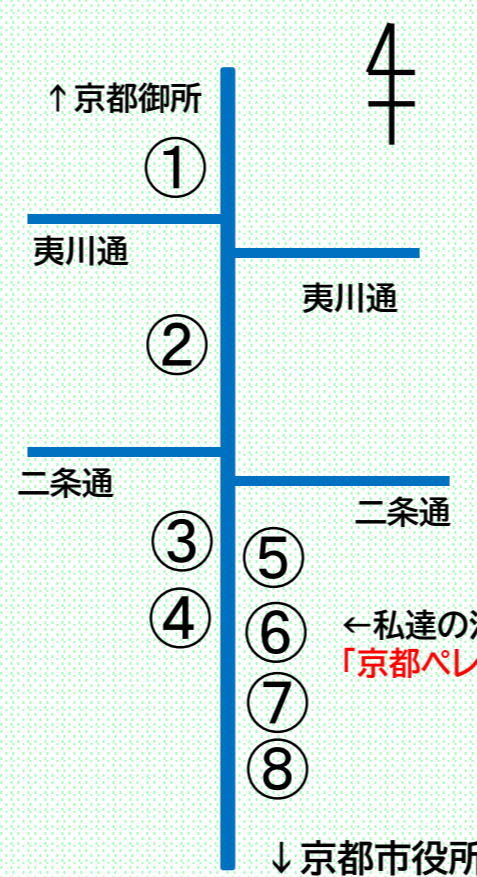 ↑京都御所
①
夷川通
夷川通
②
二条通
二条通
③
⑤
④
⑥
←私達の
「京都ペレ
⑦
⑧
↓京都市役所